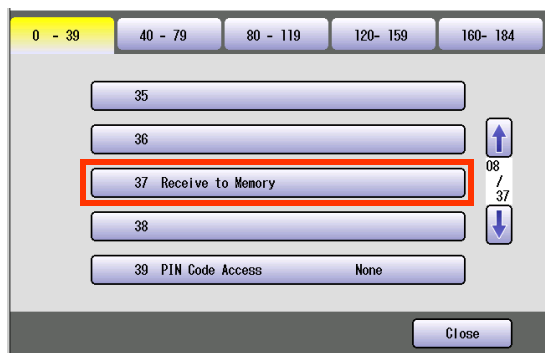 0 - 39 40 - 79 80 - 119 120- 159 160- 184
35
36
08
37 Receive to Memory /
37
38
39 PIN Code Access None
Close